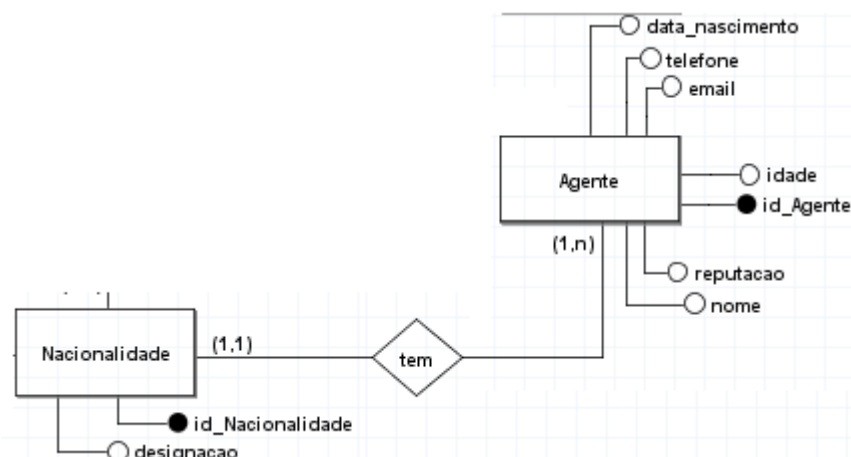 data_nascimento
telefone
email
Agente
idade
id_Agente
(1,n)
reputacao
nome
(1,1)
Nacionalidade
tem
id_Nacionalidade
designacao